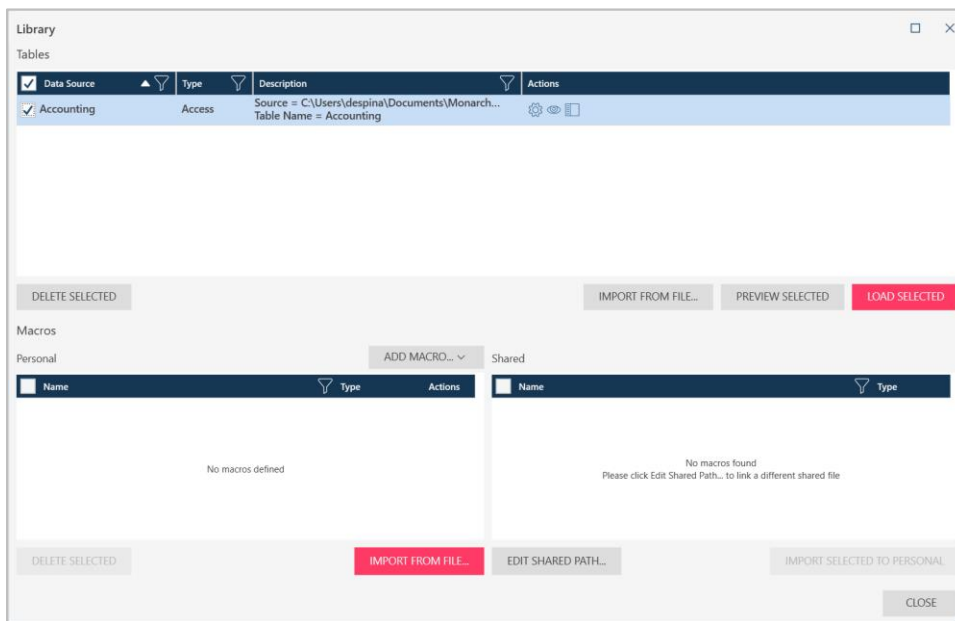 Library
Tables
Data Source Type Description Actions
Accounting Access Source = C:\Users\despina\Documents\Monarch...
Table Name = Accounting
DELETE SELECTED IMPORT FROM FILE... PREVIEW SELECTED LOAD SELECTED
Macros
Personal ADD MACRO... Shared
Name Type Actions Name Type
No macros defined
No macros found
Please click Edit Shared Path... to link a different shared file
DELETE SELECTED IMPORT FROM FILE... EDIT SHARED PATH... IMPORT SELECTED TO PERSONAL
CLOSE